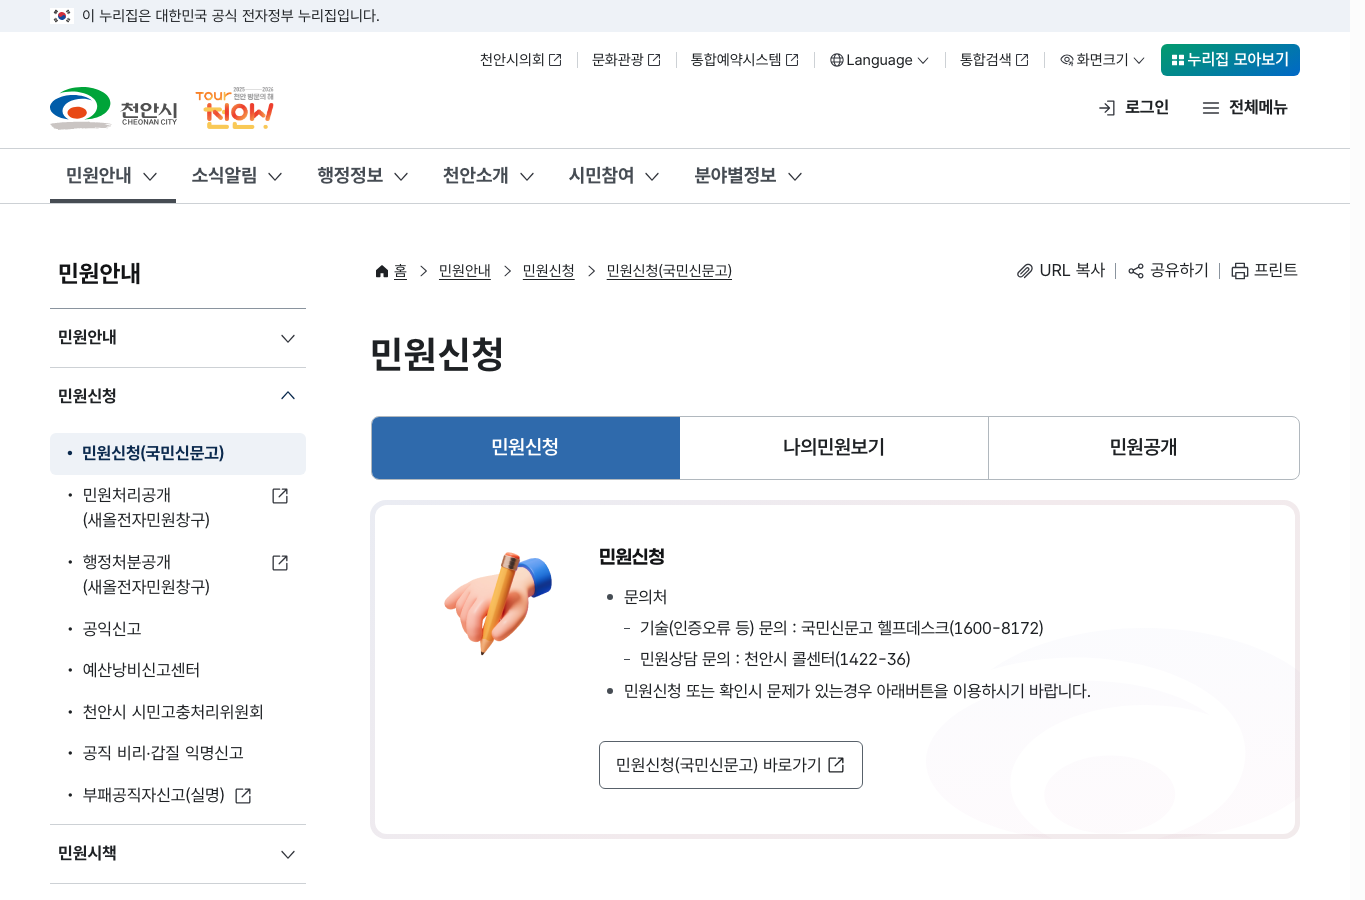 이 누리집은 대한민국 공식 전자정부 누리집입니다.
천안시의회 문화관광 통합예약시스템 Language 통합검색 화면크기 누리집 모아보기
천안시
CHEONAN CITY
TOUR
2025 2026
천안 방문의 해
NOW!
천안
로그인 전체메뉴
민원안내 소식알림 행정정보 천안소개 시민참여 분야별정보
민원안내
홈 민원안내 민원신청 민원신청(국민신문고)
URL 복사 공유하기 프린트
민원안내
민원신청
• 민원신청(국민신문고)
• 민원처리공개
(새올전자민원창구)
• 행정처분공개
(새올전자민원창구)
• 공익신고
• 예산낭비신고센터
• 천안시 시민고충처리위원회
• 공직 비리·갑질 익명신고
• 부패공직자신고(실명)
민원시책
민원신청
민원신청 나의민원보기 민원공개
민원신청
• 문의처
- 기술(인증오류 등) 문의 : 국민신문고 헬프데스크(1600-8172)
- 민원상담 문의 : 천안시 콜센터(1422-36)
• 민원신청 또는 확인시 문제가 있는경우 아래버튼을 이용하시기 바랍니다.
민원신청(국민신문고) 바로가기